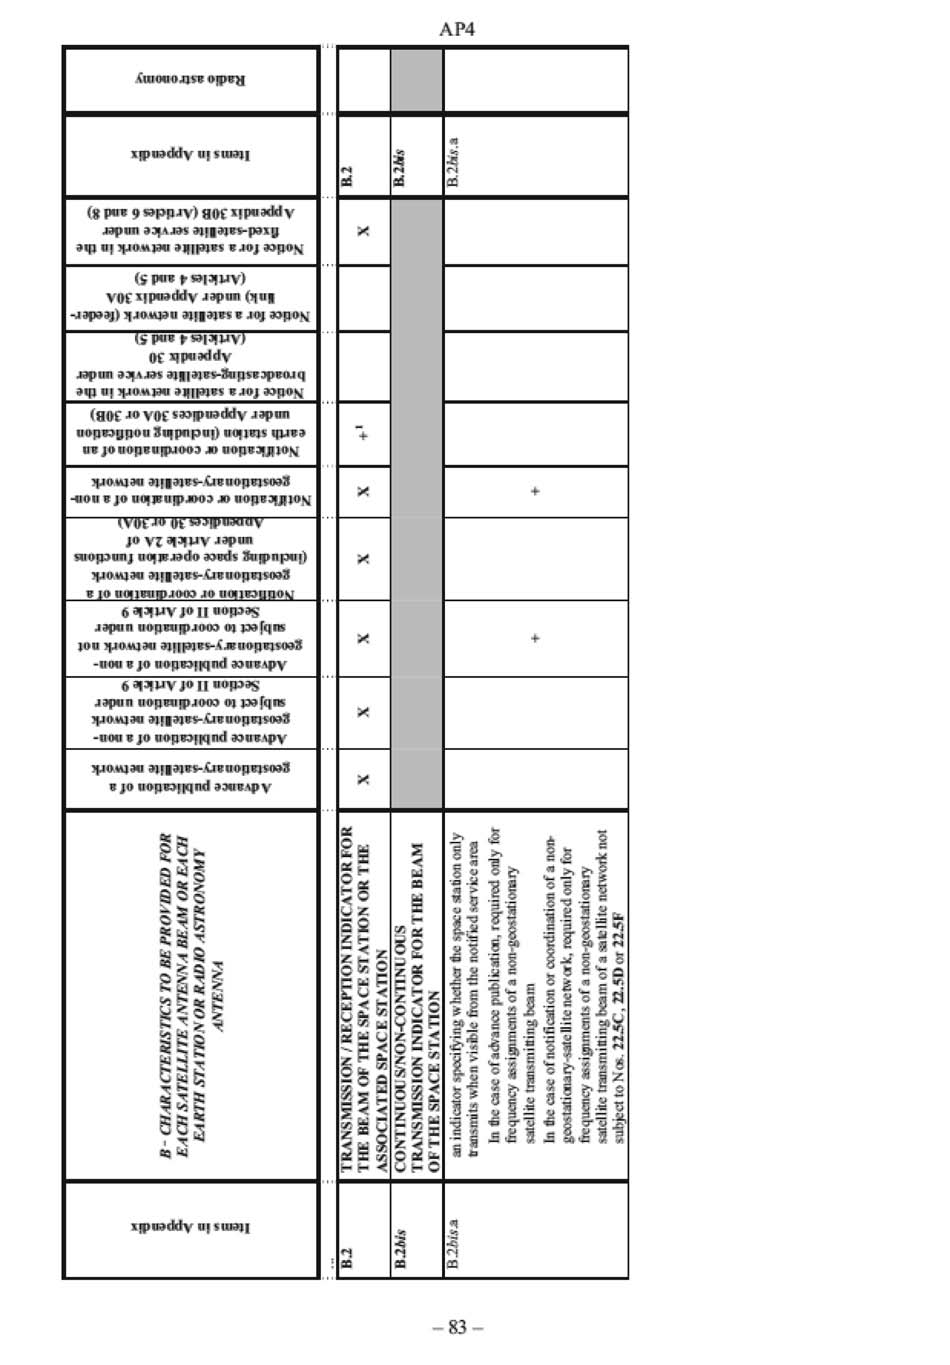 AP4
Items in Appendix
B – CHARACTERISTICS TO BE PROVIDED FOR
EACH SATELLITE ANTENNA BEAM OR EACH
EARTH STATION OR RADIO ASTRONOMY
ANTENNA
Advance publication of a
geostationary-satellite network
Advance publication of a non-
geostationary-satellite network
subject to coordination under
Section II of Article 9
Advance publication of a non-
geostationary-satellite network not
subject to coordination under
Section II of Article 9
Notification or coordination of a
geostationary-satellite network
(including space operation functions
under Article 2A of
Appendices 30 or 30A)
Notification or coordination of a non-
geostationary-satellite network
Notification or coordination of an
earth station (including notification
under Appendices 30A or 30B)
Notice for a satellite network in the
broadcasting-satellite service under
Appendix 30
(Articles 4 and 5)
Notice for a satellite network (feeder-
link) under Appendix 30A
(Articles 4 and 5)
Notice for a satellite network in the
fixed-satellite service under
Appendix 30B (Articles 6 and 8)
Items in Appendix
Radio astronomy
...
B.2
TRANSMISSION / RECEPTION INDICATOR FOR
THE BEAM OF THE SPACE STATION OR THE
ASSOCIATED SPACE STATION
X
X
X
X
X
+1
X
B.2
B.2bis
CONTINUOUS/NON-CONTINUOUS
TRANSMISSION INDICATOR FOR THE BEAM
OF THE SPACE STATION
B.2bis
B.2bis.a
an indicator specifying whether the space station only
transmits when visible from the notified service area
In the case of advance publication, required only for
frequency assignments of a non-geostationary
satellite transmitting beam
In the case of notification or coordination of a non-
geostationary-satellite network, required only for
frequency assignments of a non-geostationary
satellite transmitting beam of a satellite network not
subject to Nos. 22.5C, 22.5D or 22.5F
+
+
B.2bis.a
– 83 –